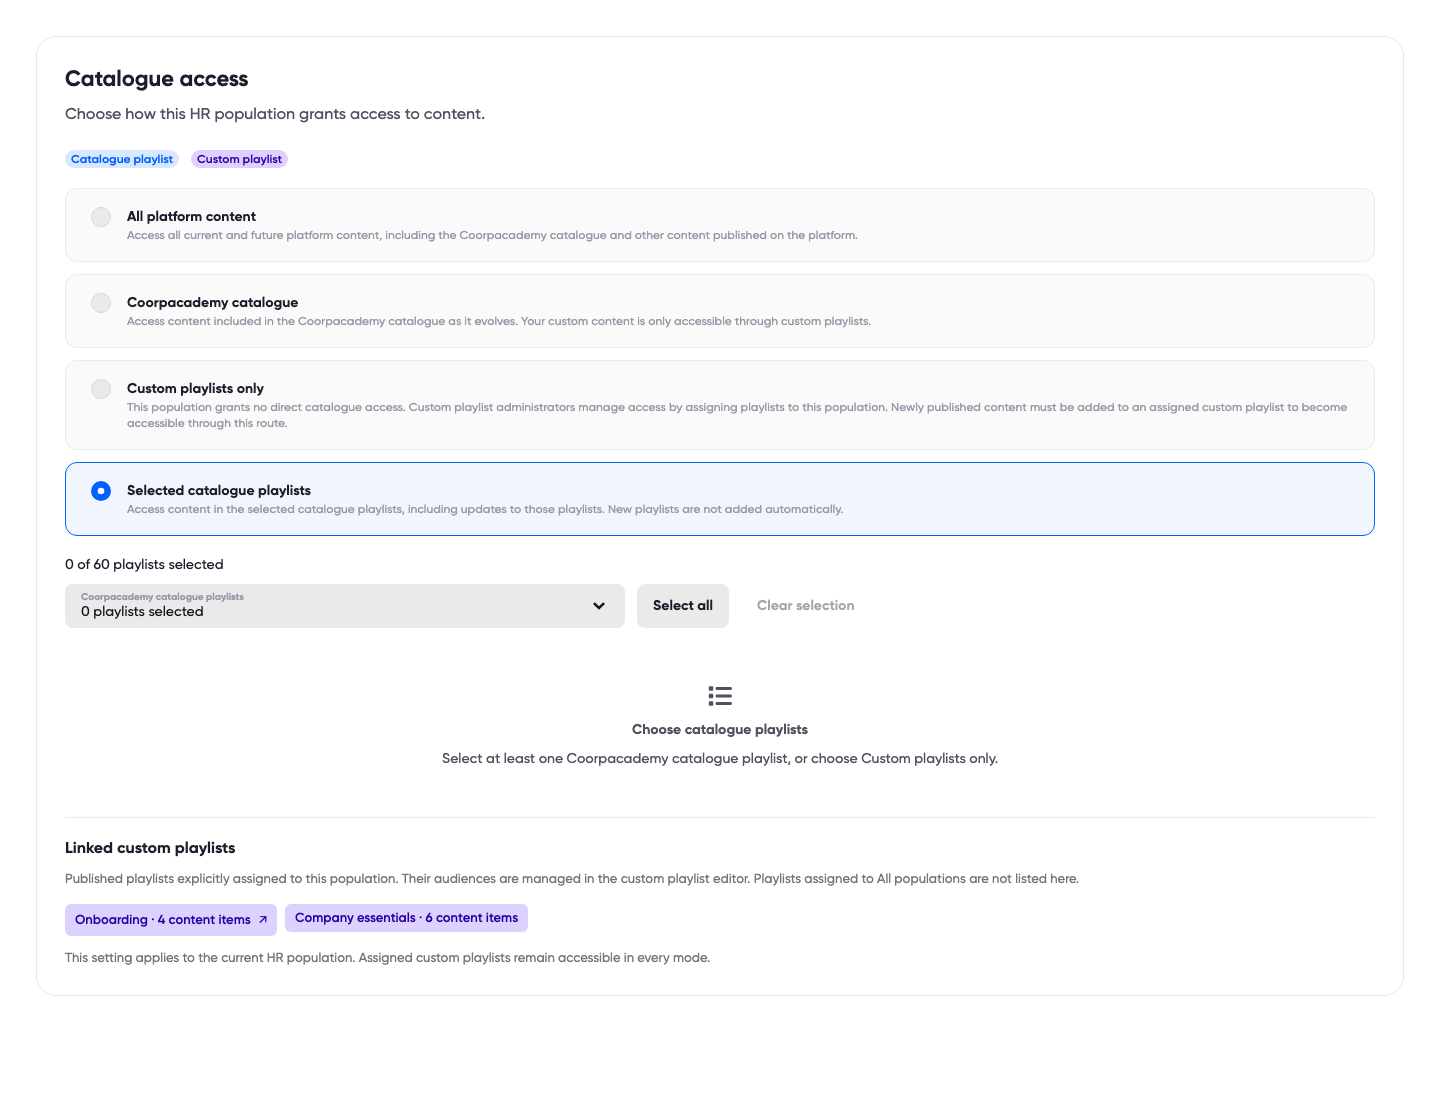 Catalogue access
Choose how this HR population grants access to content.
Catalogue playlist Custom playlist
All platform content
Access all current and future platform content, including the Coorpacademy catalogue and other content published on the platform.
Coorpacademy catalogue
Access content included in the Coorpacademy catalogue as it evolves. Your custom content is only accessible through custom playlists.
Custom playlists only
This population grants no direct catalogue access. Custom playlist administrators manage access by assigning playlists to this population. Newly published content must be added to an assigned custom playlist to become
accessible through this route.
Selected catalogue playlists
Access content in the selected catalogue playlists, including updates to those playlists. New playlists are not added automatically.
0 of 60 playlists selected
Coorpacademy catalogue playlists
0 playlists selected
Select all
Clear selection
Choose catalogue playlists
Select at least one Coorpacademy catalogue playlist, or choose Custom playlists only.
Linked custom playlists
Published playlists explicitly assigned to this population. Their audiences are managed in the custom playlist editor. Playlists assigned to All populations are not listed here.
Onboarding · 4 content items ↗ Company essentials · 6 content items
This setting applies to the current HR population. Assigned custom playlists remain accessible in every mode.